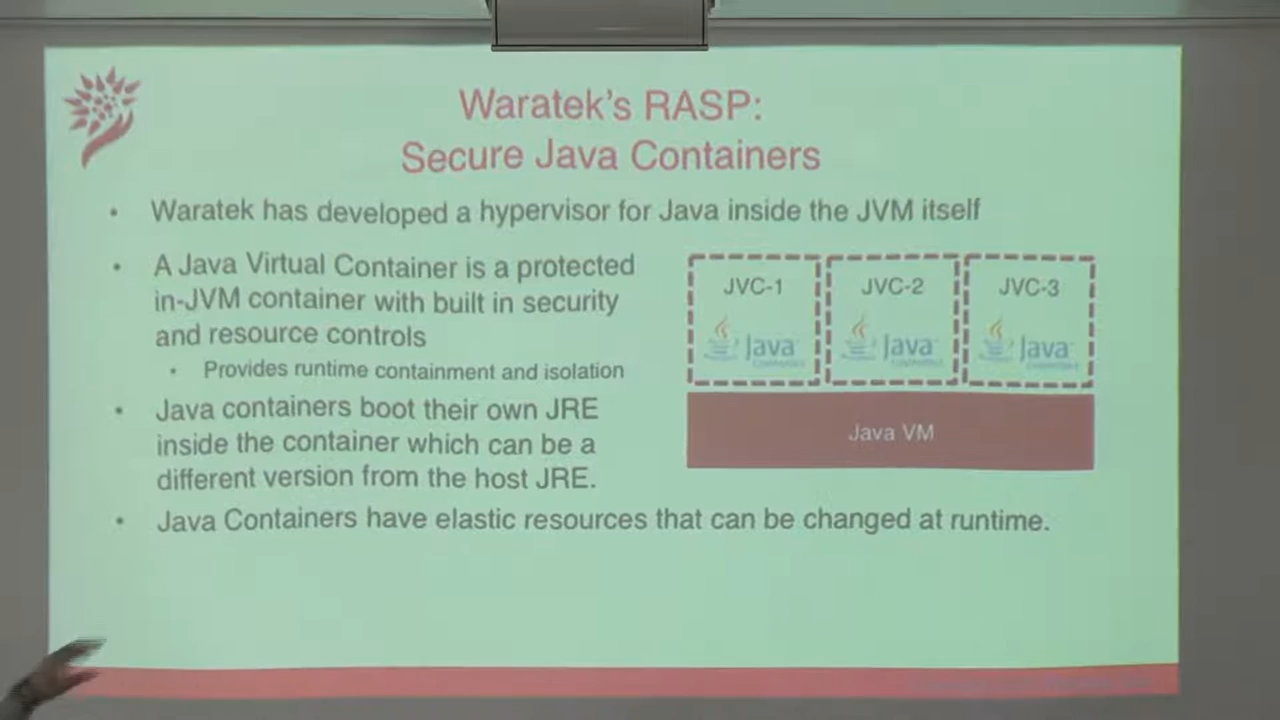 Waratek's RASP:
Secure Java Containers
• Waratek has developed a hypervisor for Java inside the JVM itself
• A Java Virtual Container is a protected
in-JVM container with built in security
and resource controls
• Provides runtime containment and isolation
• Java containers boot their own JRE
inside the container which can be a
different version from the host JRE.
• Java Containers have elastic resources that can be changed at runtime.
JVC-1
Java
JVC-2
Java
JVC-3
Java
Java VM